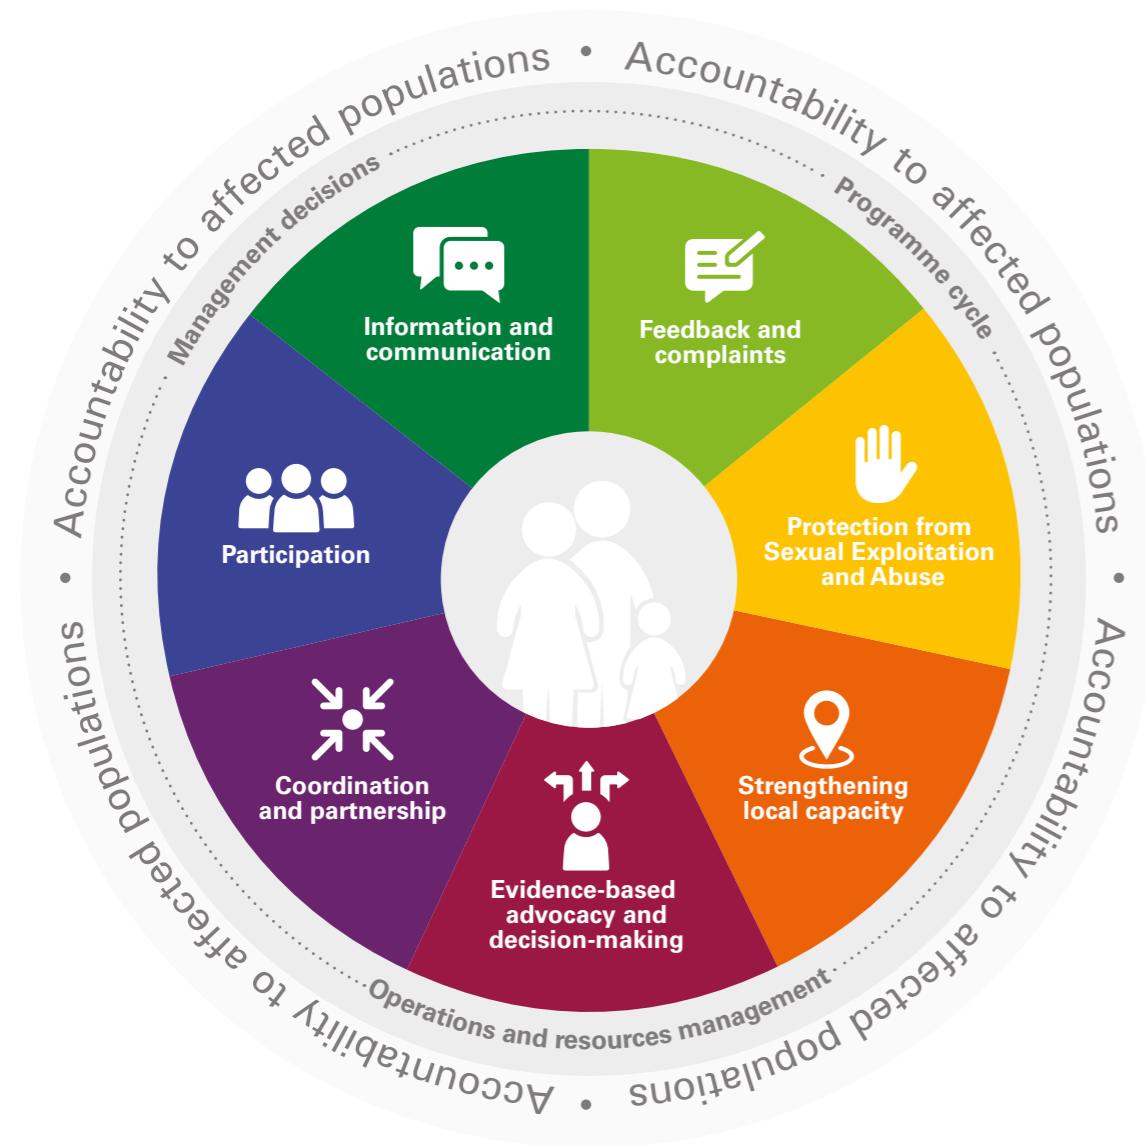 Accountability to affected populations
•
Accountability to affected populations
•
Accountability to affected populations
•
Accountability to affected populations
•
Management decisions
Programme cycle
Operations and resources management
Information and
communication
Feedback and
complaints
Protection from
Sexual Exploitation
and Abuse
Strengthening
local capacity
Evidence-based
advocacy and
decision-making
Coordination
and partnership
Participation